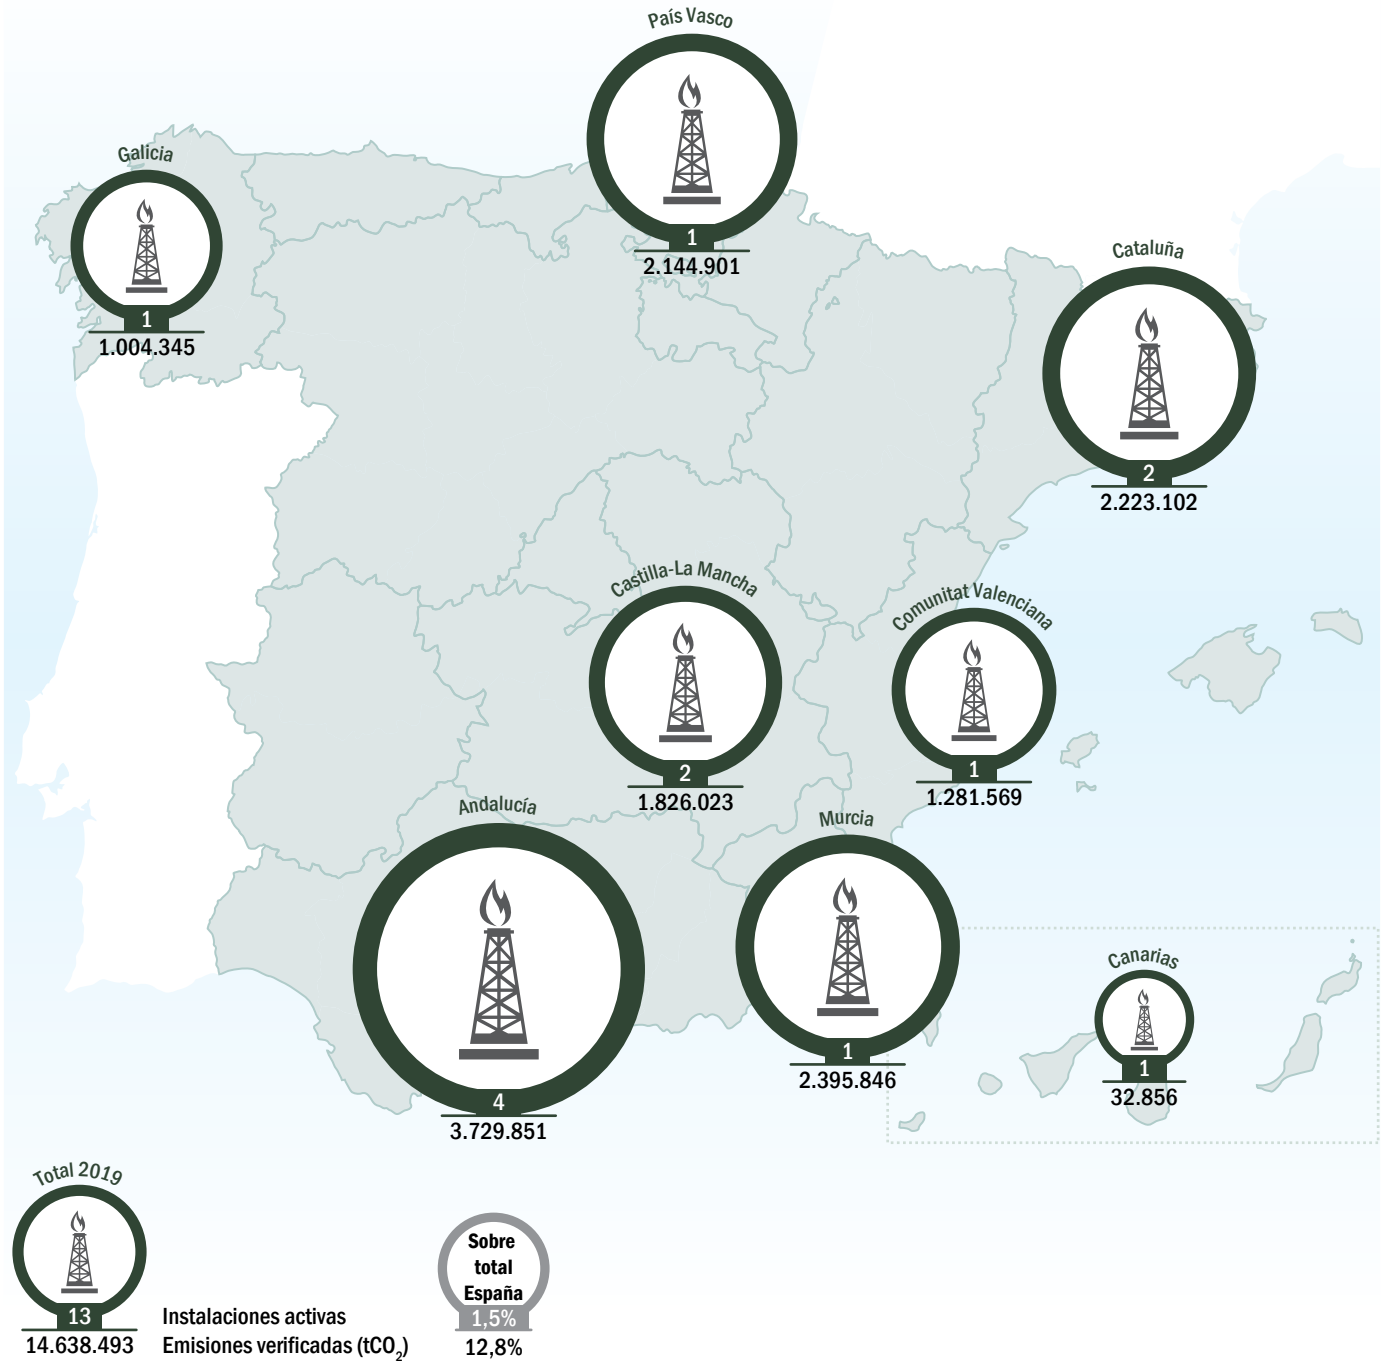 País Vasco
1
2.144.901
Galicia
1
1.004.345
Cataluña
2
2.223.102
Castilla-La Mancha
2
1.826.023
Comunitat Valenciana
1
1.281.569
Andalucía
4
3.729.851
Murcia
1
2.395.846
Canarias
1
32.856
Total 2019
13
14.638.493
Instalaciones activas
Emisiones verificadas (tCO₂)
Sobre
total
España
1,5%
12,8%